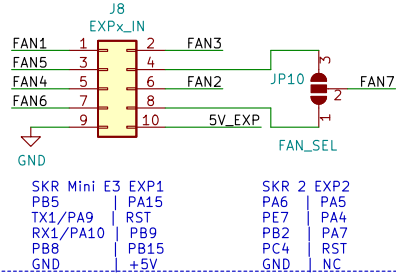 J8
EXPx_IN
FAN1 1 2 FAN3
FAN5 3 4
FAN4 5 6 FAN2
FAN6 7 8
9 10 5V_EXP
GND
JP10
3
2
1
FAN7
FAN_SEL
SKR Mini E3 EXP1
PB5 | PA15
TX1/PA9 | RST
RX1/PA10 | PB9
PB8 | PB15
GND | +5V
SKR 2 EXP2
PA6 | PA5
PE7 | PA4
PB2 | PA7
PC4 | RST
GND | NC